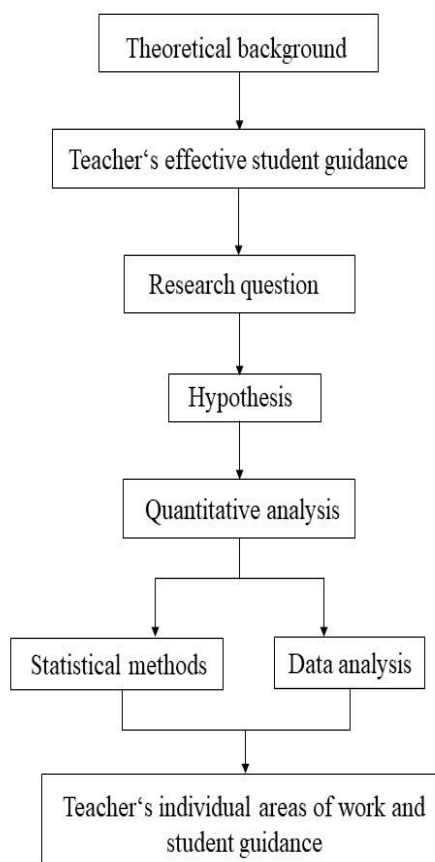 Theoretical background
Teacher‘s effective student guidance
Research question
Hypothesis
Quantitative analysis
Statistical methods
Data analysis
Teacher‘s individual areas of work and
student guidance